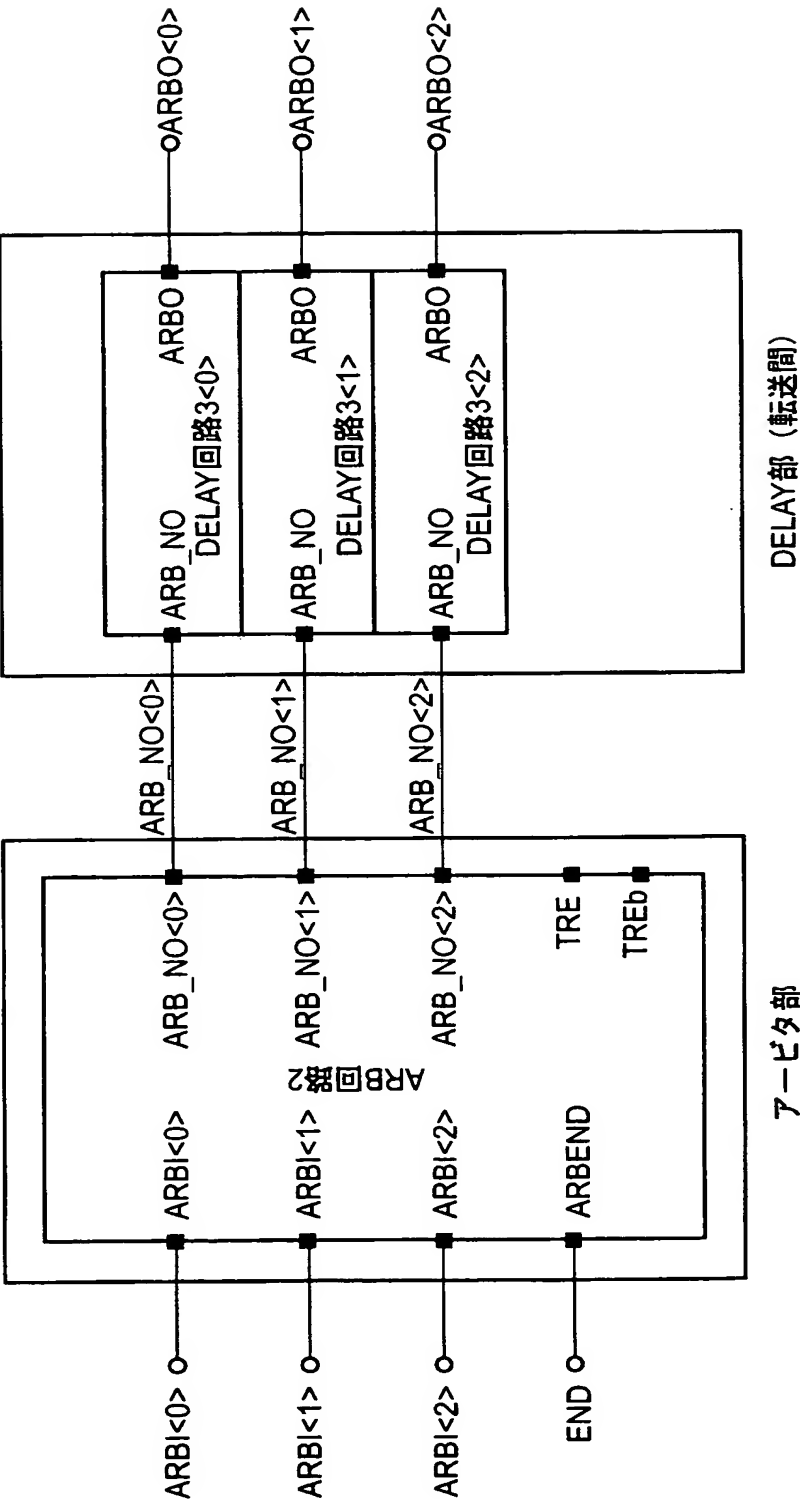 ARBI<0>
ARBI<1>
ARBI<2>
END
ARBI<0>
ARBI<1>
ARBI<2>
ARBEND
ARB回路2
ARB_NO<0>
ARB_NO<1>
ARB_NO<2>
TRE
TREb
アービタ部
ARB_NO<0>
ARB_NO<1>
ARB_NO<2>
ARB_NO
ARBO
DELAY回路3<0>
ARB_NO
ARBO
DELAY回路3<1>
ARB_NO
ARBO
DELAY回路3<2>
DELAY部（転送間）
ARBO<0>
ARBO<1>
ARBO<2>